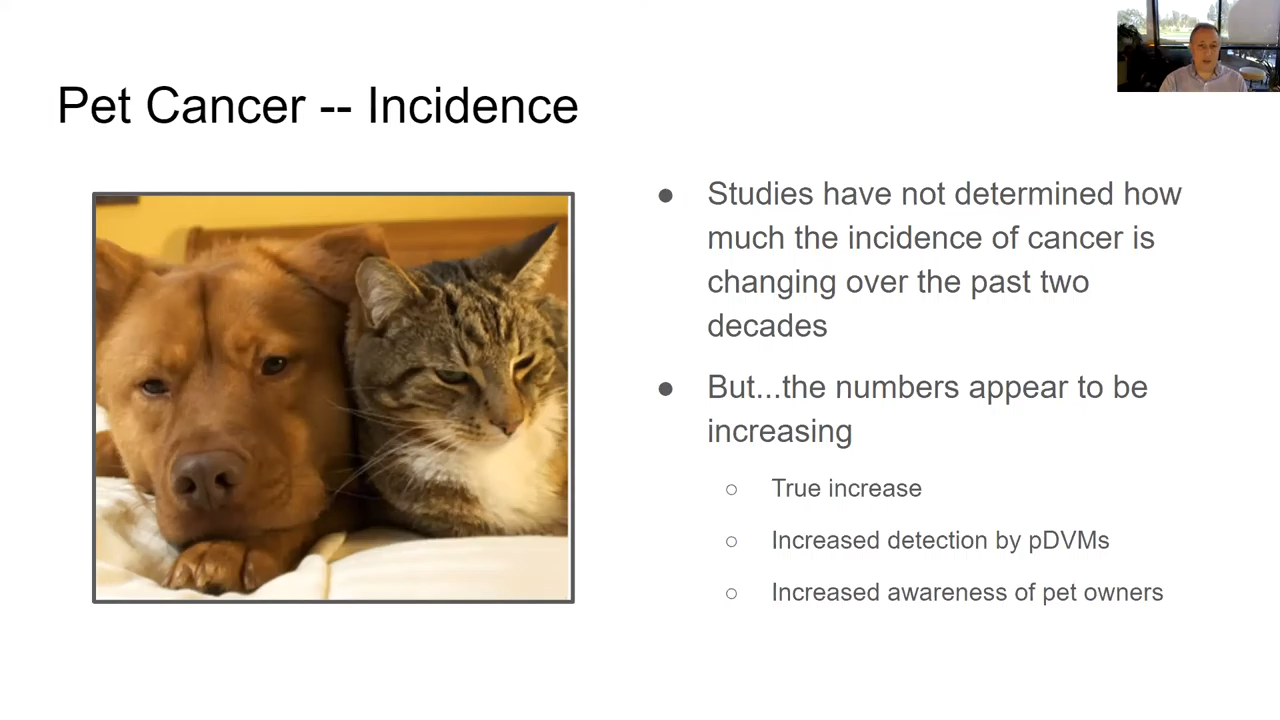 Pet Cancer -- Incidence
● Studies have not determined how
much the incidence of cancer is
changing over the past two
decades
● But...the numbers appear to be
increasing
○ True increase
○ Increased detection by pDVMs
○ Increased awareness of pet owners